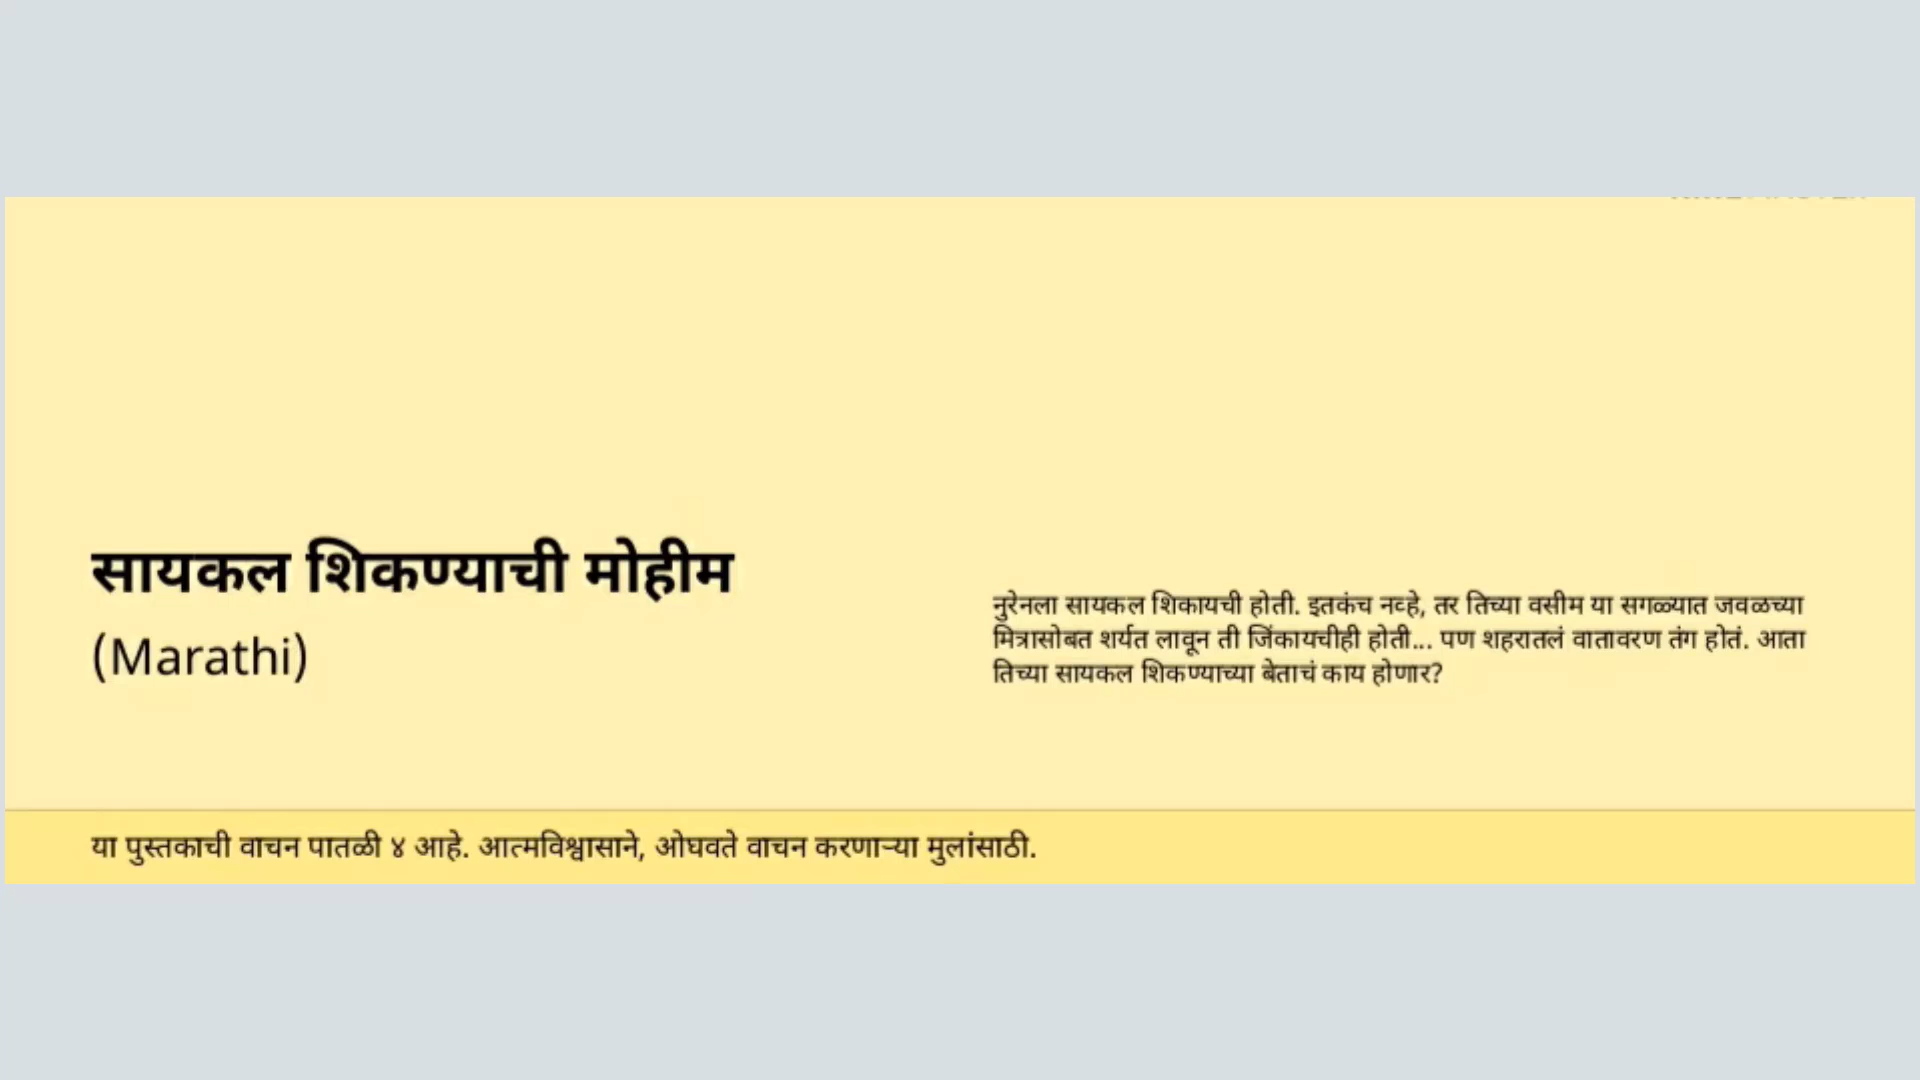 सायकल शिकण्याची मोहीम
(Marathi)
नुरेनला सायकल शिकायची होती. इतकंच नव्हे, तर तिच्या वसीम या सगळ्यात जवळच्या
मित्रासोबत शर्यत लावून ती जिंकायचीही होती... पण शहरातलं वातावरण तंग होतं. आता
तिच्या सायकल शिकण्याच्या बेताचं काय होणार?
या पुस्तकाची वाचन पातळी ४ आहे. आत्मविश्वासाने, ओघवते वाचन करणाऱ्या मुलांसाठी.